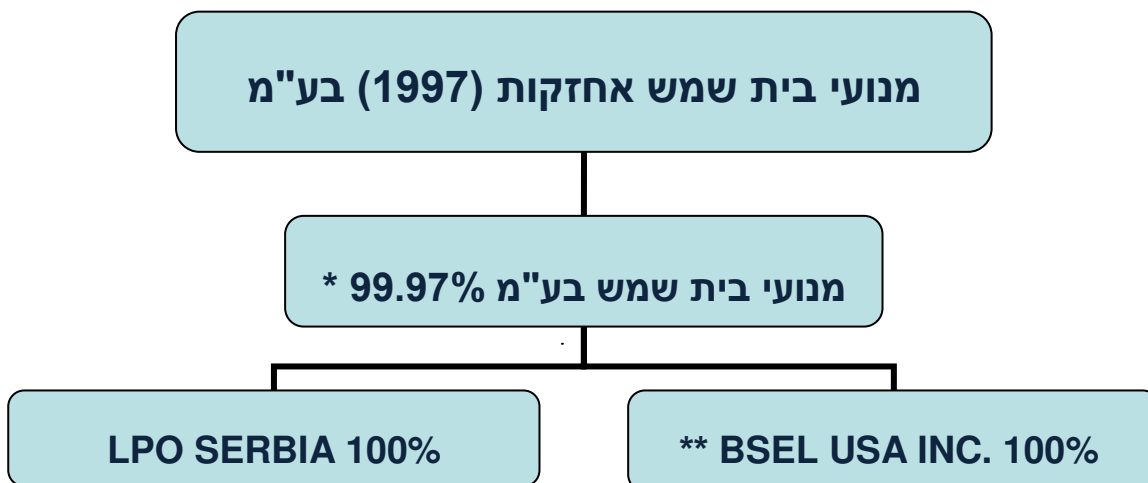 מנועי בית שמש אחזקות (1997) בע"מ
מנועי בית שמש בע"מ 99.97% *
LPO SERBIA 100%
** BSEL USA INC. 100%